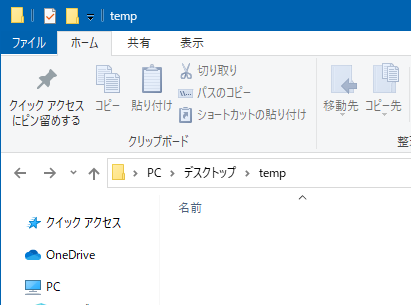 temp
ファイル
ホーム
共有
表示
クイック アクセス
にピン留めする
コピー
貼り付け
切り取り
パスのコピー
ショートカットの貼り付け
移動先
コピー先
クリップボード
PC
デスクトップ
temp
名前
クイック アクセス
OneDrive
PC